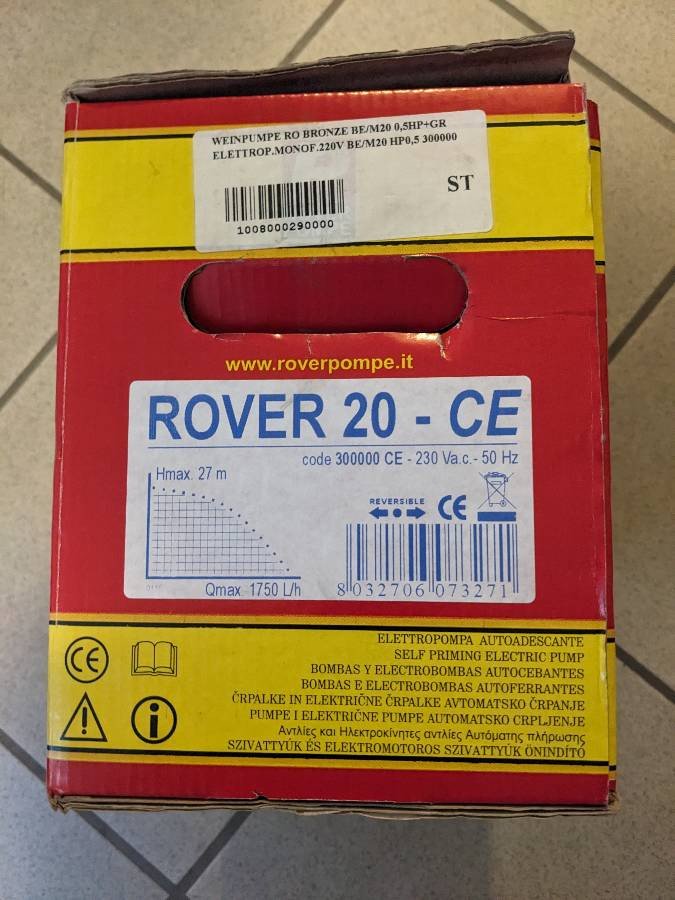 WEINPUMPE RO BRONZE BE/M20 0,5HP+GR
ELETTROP.MONOF.220V BE/M20 HP0,5 300000
ST
1008000290000
www.roverpompe.it
ROVER 20 - CE
code 300000 CE - 230 Va.c.- 50 Hz
Hmax. 27 m
REVERSIBLE
CE
Qmax. 1750 L/h
8 032706 073271
CE
i
ELETTROPOMPA AUTOADESCANTE
SELF PRIMING ELECTRIC PUMP
BOMBAS Y ELECTROBOMBAS AUTOCEBANTES
BOMBAS E ELECTROBOMBAS AUTOFERRANTES
ČRPALKE IN ELEKTRIČNE ČRPALKE AVTOMATSKO ČRPANJE
PUMPE I ELEKTRIČNE PUMPE AUTOMATSKO CRPLJENJE
Αντλίες και Ηλεκτροκίνητες αντλίες Αυτόματης πλήρωσης
SZIVATTYÚK ÉS ELEKTROMOTOROS SZIVATTYÚK ÖNINDÍTÓ